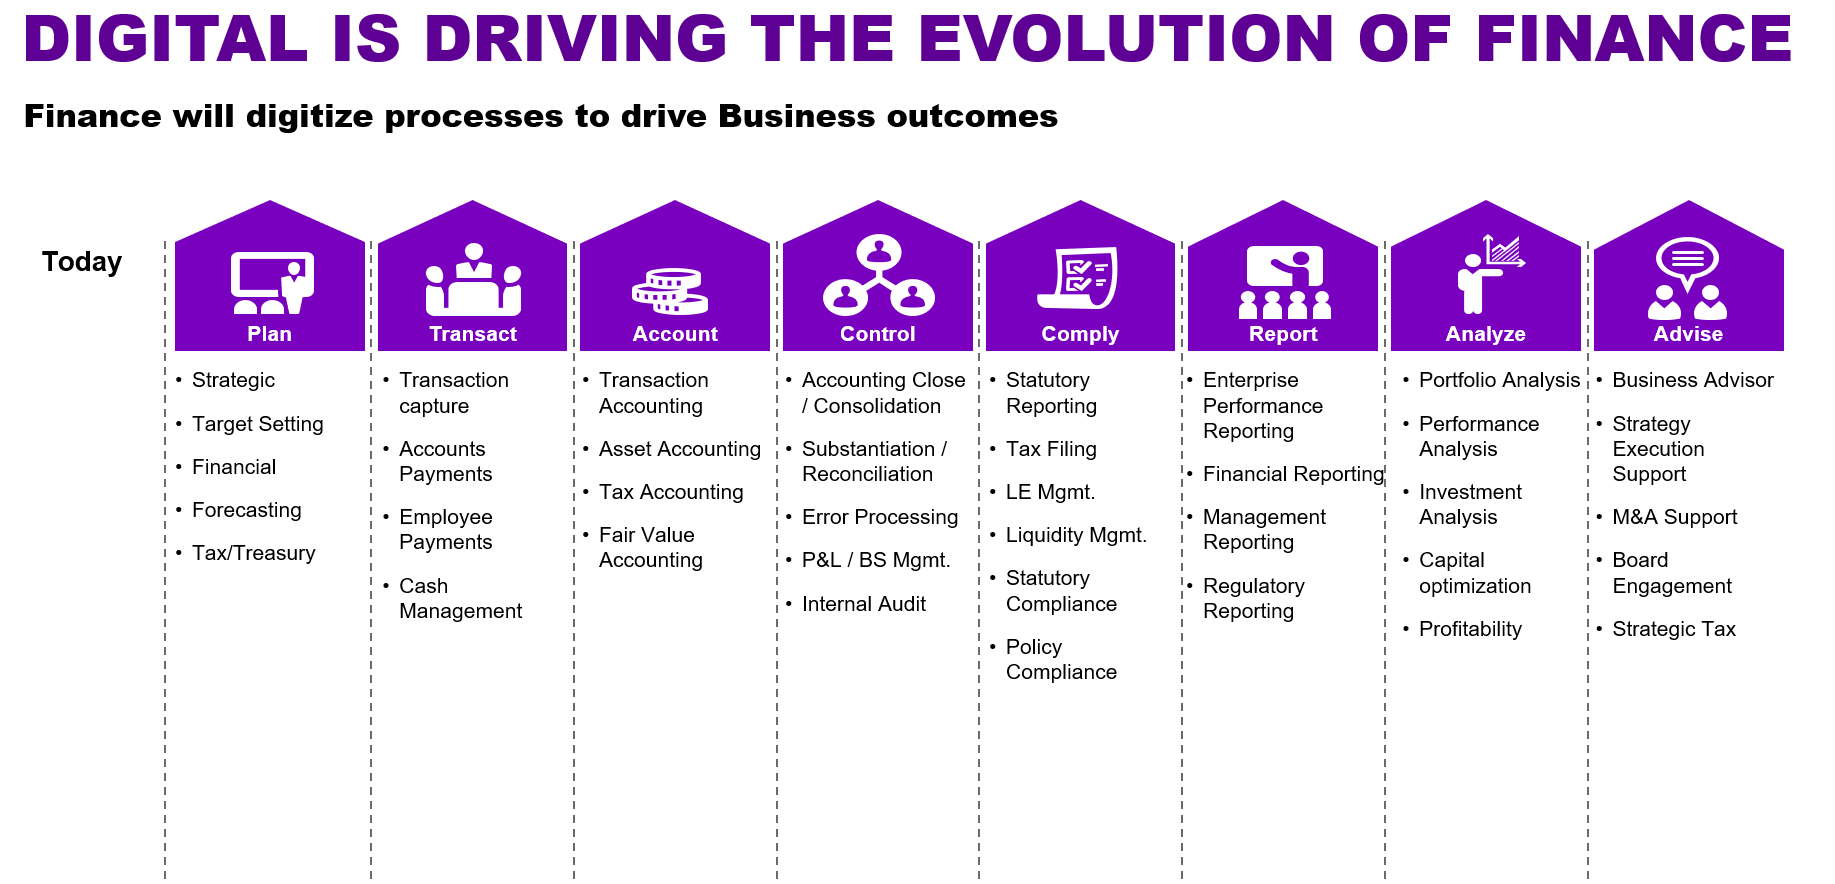 DIGITAL IS DRIVING THE EVOLUTION OF FINANCE
Finance will digitize processes to drive Business outcomes
Today
Plan
• Strategic
• Target Setting
• Financial
• Forecasting
• Tax/Treasury
Transact
• Transaction
capture
• Accounts
Payments
• Employee
Payments
• Cash
Management
Account
• Transaction
Accounting
• Asset Accounting
• Tax Accounting
• Fair Value
Accounting
Control
• Accounting Close
/ Consolidation
• Substantiation /
Reconciliation
• Error Processing
• P&L / BS Mgmt.
• Internal Audit
Comply
• Statutory
Reporting
• Tax Filing
• LE Mgmt.
• Liquidity Mgmt.
• Statutory
Compliance
• Policy
Compliance
Report
• Enterprise
Performance
Reporting
• Financial Reporting
• Management
Reporting
• Regulatory
Reporting
Analyze
• Portfolio Analysis
• Performance
Analysis
• Investment
Analysis
• Capital
optimization
• Profitability
Advise
• Business Advisor
• Strategy
Execution
Support
• M&A Support
• Board
Engagement
• Strategic Tax